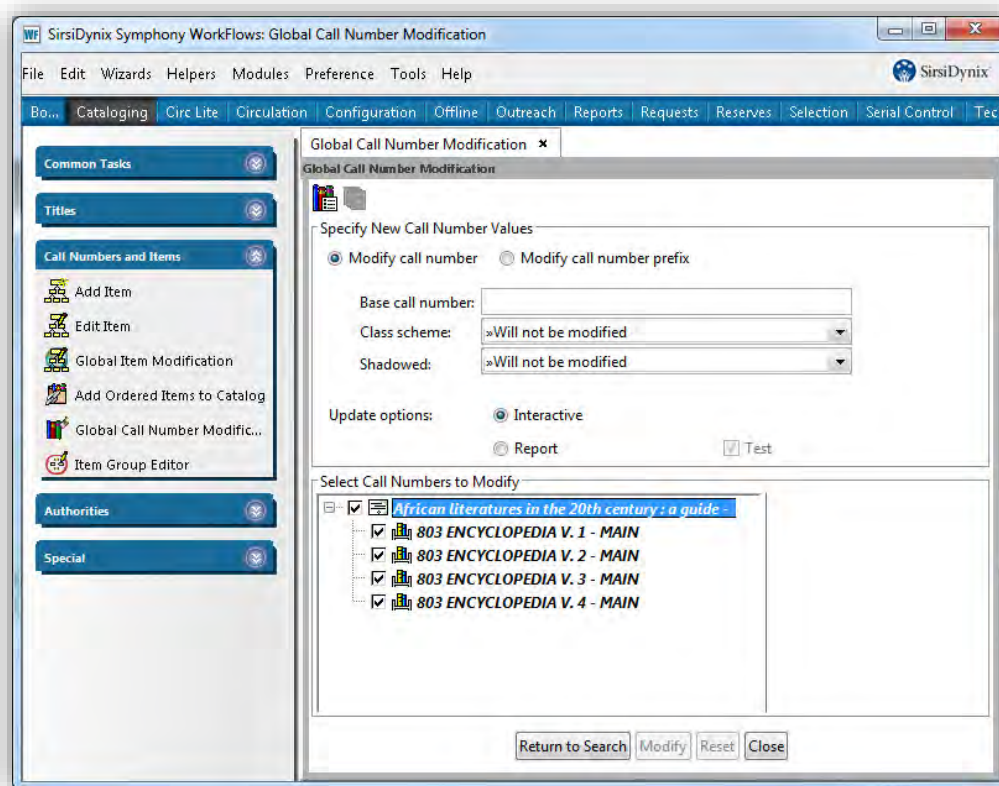 WF SirsiDynix Symphony WorkFlows: Global Call Number Modification
File Edit Wizards Helpers Modules Preference Tools Help
SirsiDynix
Bo... Cataloging Circ Lite Circulation Configuration Offline Outreach Reports Requests Reserves Selection Serial Control Tec
Common Tasks
Titles
Call Numbers and Items
Add Item
Edit Item
Global Item Modification
Add Ordered Items to Catalog
Global Call Number Modific...
Item Group Editor
Authorities
Special
Global Call Number Modification
Global Call Number Modification
Specify New Call Number Values
Modify call number Modify call number prefix
Base call number:
Class scheme: »Will not be modified
Shadowed: »Will not be modified
Update options: Interactive
Report Test
Select Call Numbers to Modify
African literatures in the 20th century : a guide -
803 ENCYCLOPEDIA V. 1 - MAIN
803 ENCYCLOPEDIA V. 2 - MAIN
803 ENCYCLOPEDIA V. 3 - MAIN
803 ENCYCLOPEDIA V. 4 - MAIN
Return to Search Modify Reset Close